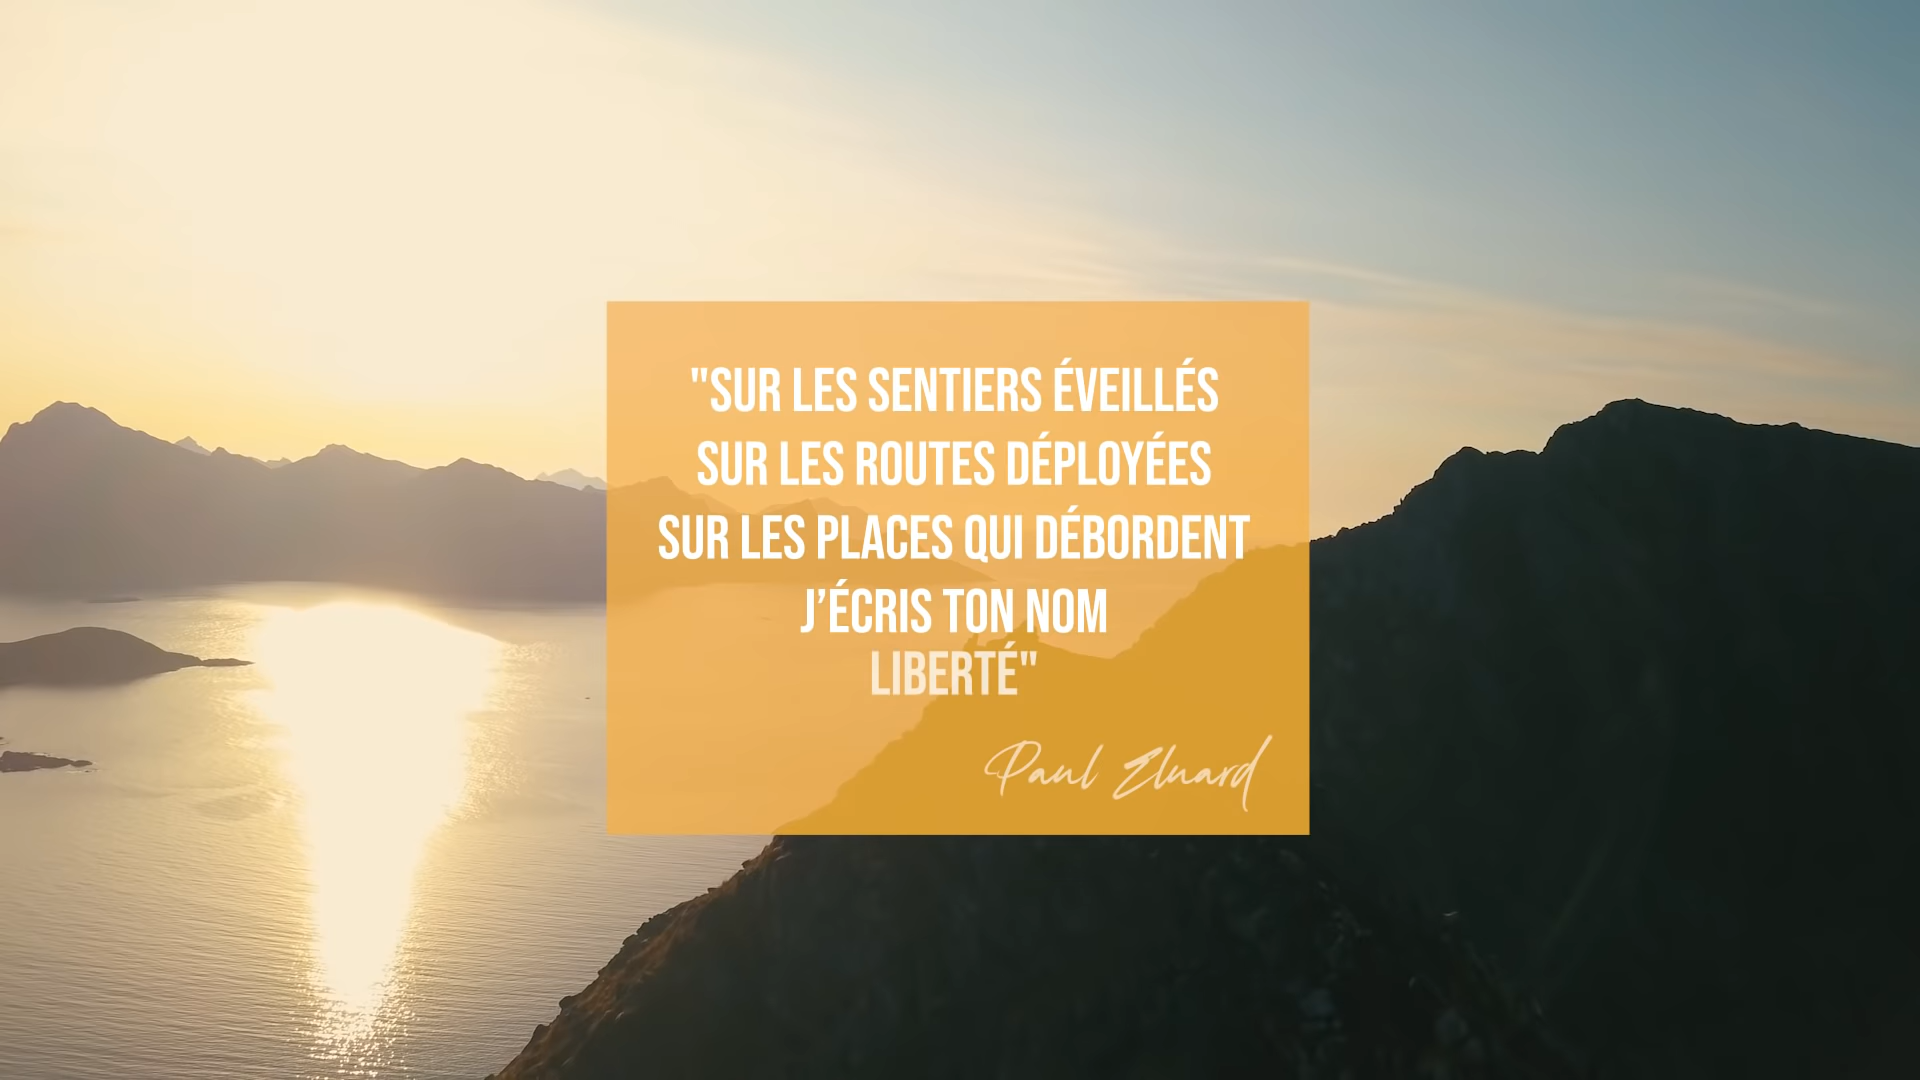 "SUR LES SENTIERS ÉVEILLÉS
SUR LES ROUTES DÉPLOYÉES
SUR LES PLACES QUI DÉBORDENT
J’ÉCRIS TON NOM
LIBERTÉ"
Paul Eluard